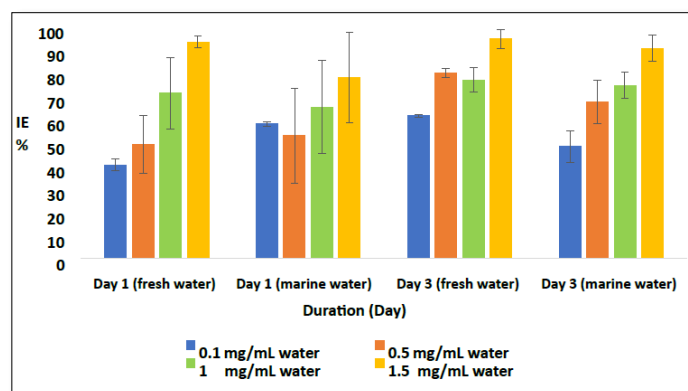 100
90
80
70
60
50
40
30
20
10
0
IE
%
Day 1 (fresh water) Day 1 (marine water) Day 3 (fresh water) Day 3 (marine water)
Duration (Day)
0.1 mg/mL water 0.5 mg/mL water
1 mg/mL water 1.5 mg/mL water